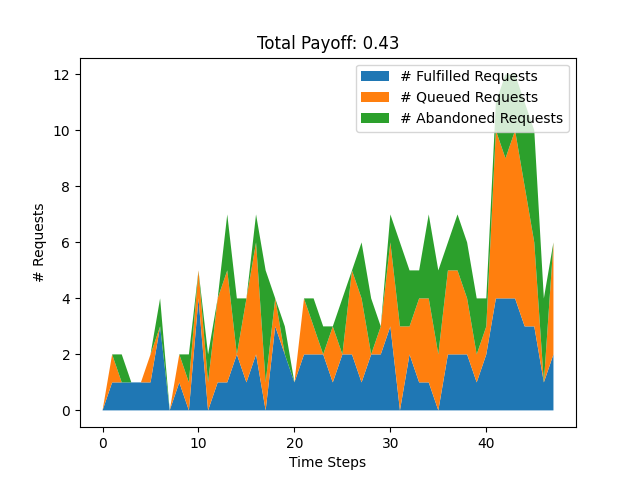 Total Payoff: 0.43
# Fulfilled Requests
# Queued Requests
# Abandoned Requests
12
10
8
6
4
2
0
# Requests
0 10 20 30 40
Time Steps